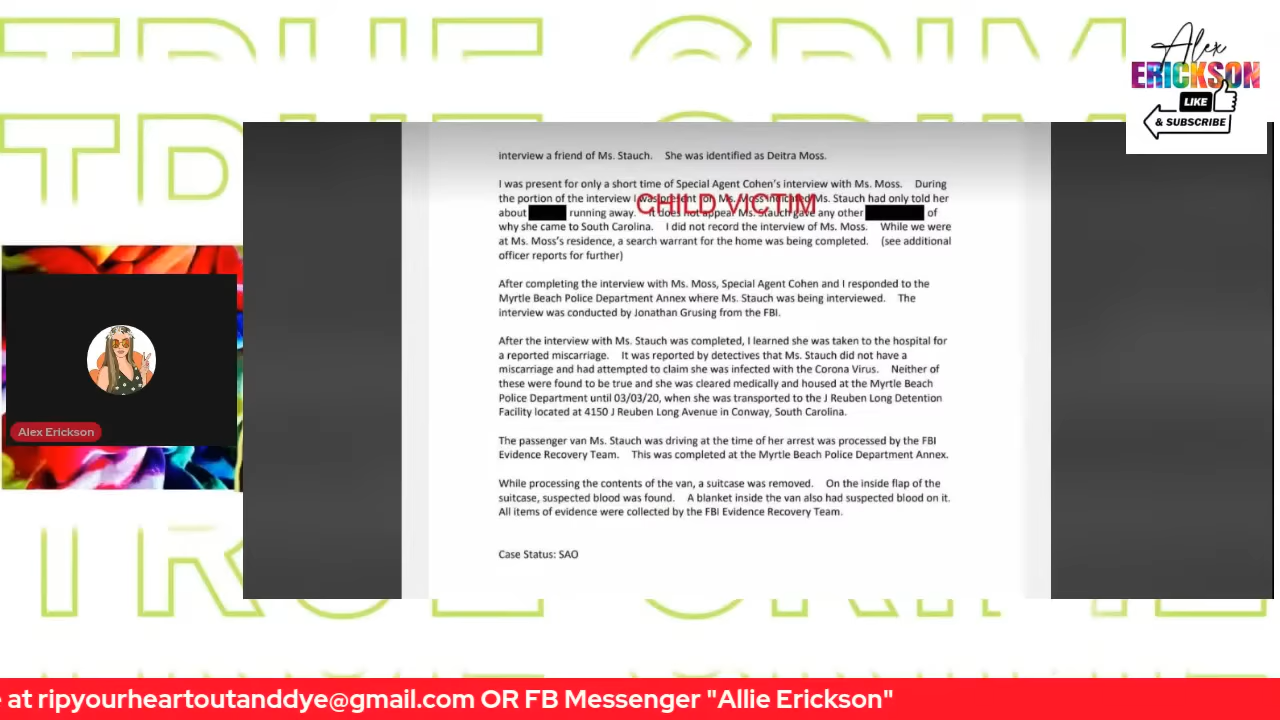 TRUE CRIM
Alex
ERICKSON
LIKE
& SUBSCRIBE
interview a friend of Ms. Stauch. She was identified as Deitra Moss.
I was present for only a short time of Special Agent Cohen's interview with Ms. Moss. During
the portion of the interview I was present for, Ms. Moss indicated Ms. Stauch had only told her
CHILD VICTIM
about running away. It does not appear Ms. Stauch gave any other of
why she came to South Carolina. I did not record the interview of Ms. Moss. While we were
at Ms. Moss's residence, a search warrant for the home was being completed. (see additional
officer reports for further)
After completing the interview with Ms. Moss, Special Agent Cohen and I responded to the
Myrtle Beach Police Department Annex where Ms. Stauch was being interviewed. The
interview was conducted by Jonathan Grusing from the FBI.
After the interview with Ms. Stauch was completed, I learned she was taken to the hospital for
a reported miscarriage. It was reported by detectives that Ms. Stauch did not have a
miscarriage and had attempted to claim she was infected with the Corona Virus. Neither of
these were found to be true and she was cleared medically and housed at the Myrtle Beach
Police Department until 03/03/20, when she was transported to the J Reuben Long Detention
Facility located at 4150 J Reuben Long Avenue in Conway, South Carolina.
The passenger van Ms. Stauch was driving at the time of her arrest was processed by the FBI
Evidence Recovery Team. This was completed at the Myrtle Beach Police Department Annex.
While processing the contents of the van, a suitcase was removed. On the inside flap of the
suitcase, suspected blood was found. A blanket inside the van also had suspected blood on it.
All items of evidence were collected by the FBI Evidence Recovery Team.
Case Status: SAO
Alex Erickson
at ripyourheartoutanddye@gmail.com OR FB Messenger "Allie Erickson"